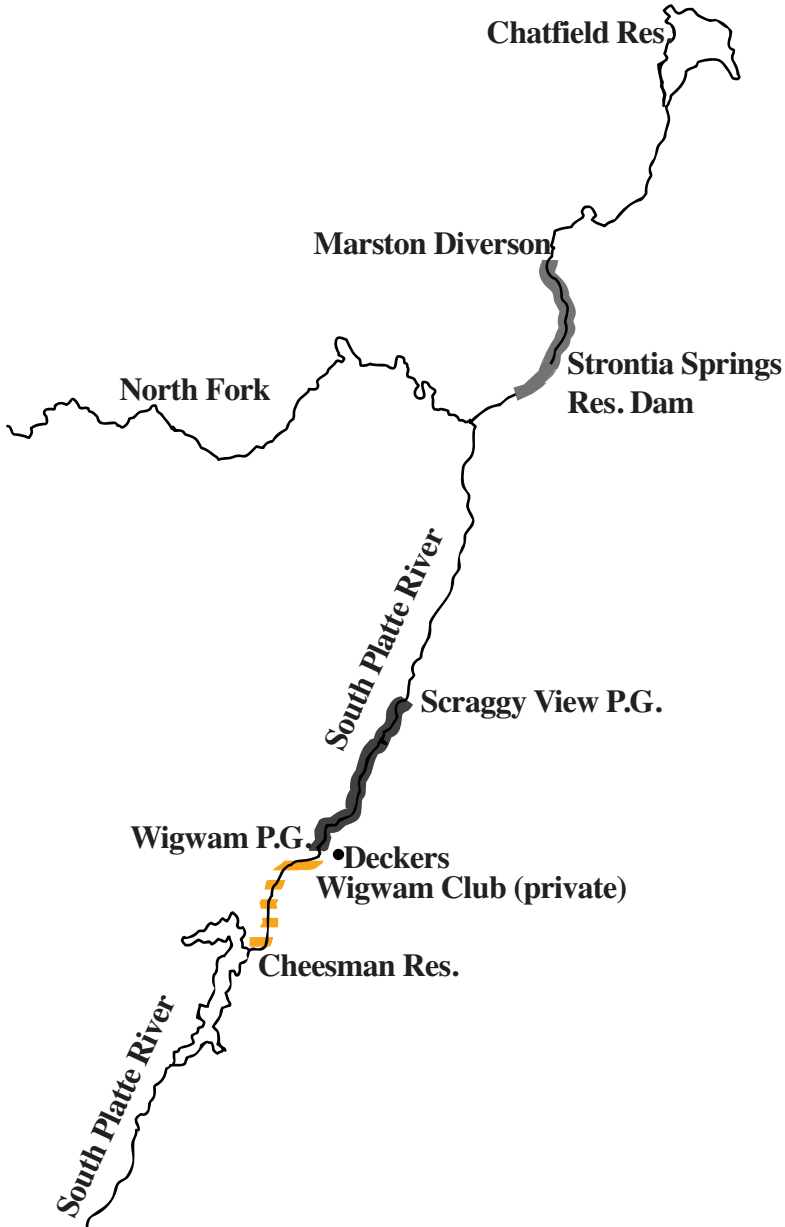 Chatfield Res.
Marston Diverson
Strontia Springs
Res. Dam
North Fork
South Platte River
Scraggy View P.G.
Wigwam P.G.
Deckers
Wigwam Club (private)
Cheesman Res.
South Platte River